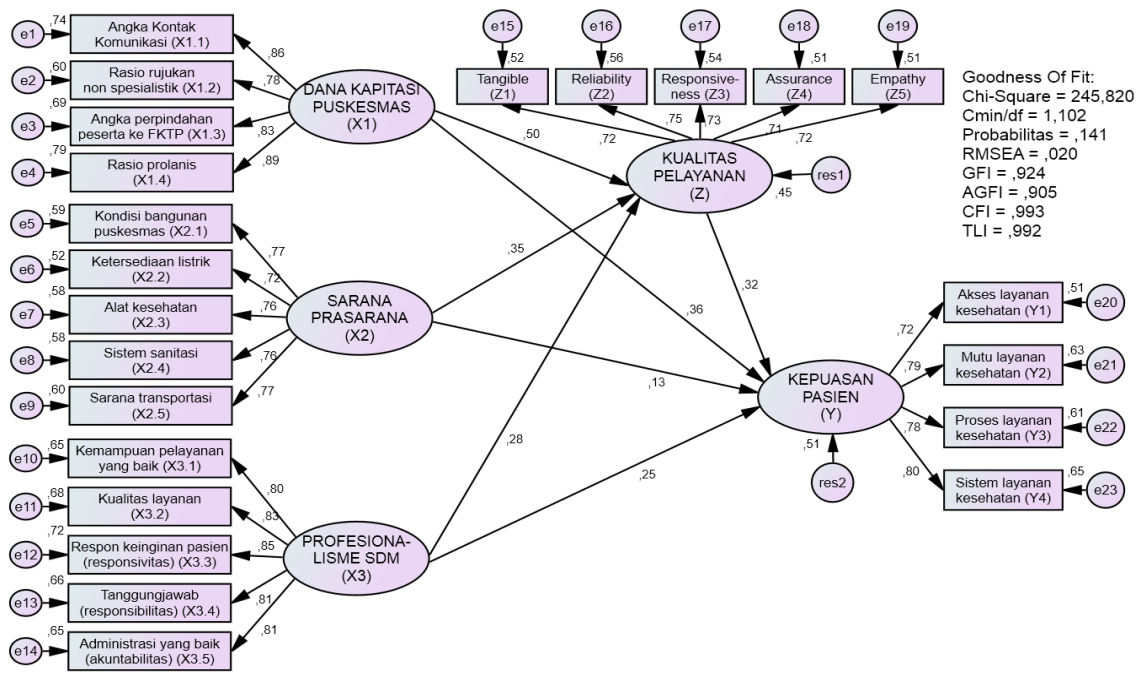 e1
,74
Angka Kontak
Komunikasi (X1.1)
,86
e2
,60
Rasio rujukan
non spesialistik (X1.2)
,78
e3
,69
Angka perpindahan
peserta ke FKTP (X1.3)
,83
e4
,79
Rasio prolanis
(X1.4)
,89
DANA KAPITASI
PUSKESMAS
(X1)
e5
,59
Kondisi bangunan
puskesmas (X2.1)
,77
e6
,52
Ketersediaan listrik
(X2.2)
,72
e7
,58
Alat kesehatan
(X2.3)
,76
e8
,58
Sistem sanitasi
(X2.4)
,76
e9
,60
Sarana transportasi
(X2.5)
,77
SARANA
PRASARANA
(X2)
e10
,65
Kemampuan pelayanan
yang baik (X3.1)
,80
e11
,68
Kualitas layanan
(X3.2)
,83
e12
,72
Respon keinginan pasien
(responsivitas) (X3.3)
,85
e13
,66
Tanggungjawab
(responsibilitas) (X3.4)
,81
e14
,65
Administrasi yang baik
(akuntabilitas) (X3.5)
,81
PROFESIONA-
LISME SDM
(X3)
e15
,52
Tangible
(Z1)
,72
e16
,56
Reliability
(Z2)
,75
e17
,54
Responsive-
ness (Z3)
,73
e18
,51
Assurance
(Z4)
,71
e19
,51
Empathy
(Z5)
,72
KUALITAS
PELAYANAN
(Z)
res1
,45
,50
,35
,28
,36
,13
,25
,32
KEPUASAN
PASIEN
(Y)
,51
res2
,72
Akses layanan
kesehatan (Y1)
,51
e20
,79
Mutu layanan
kesehatan (Y2)
,63
e21
,78
Proses layanan
kesehatan (Y3)
,61
e22
,80
Sistem layanan
kesehatan (Y4)
,65
e23
Goodness Of Fit:
Chi-Square = 245,820
Cmin/df = 1,102
Probabilitas = ,141
RMSEA = ,020
GFI = ,924
AGFI = ,905
CFI = ,993
TLI = ,992